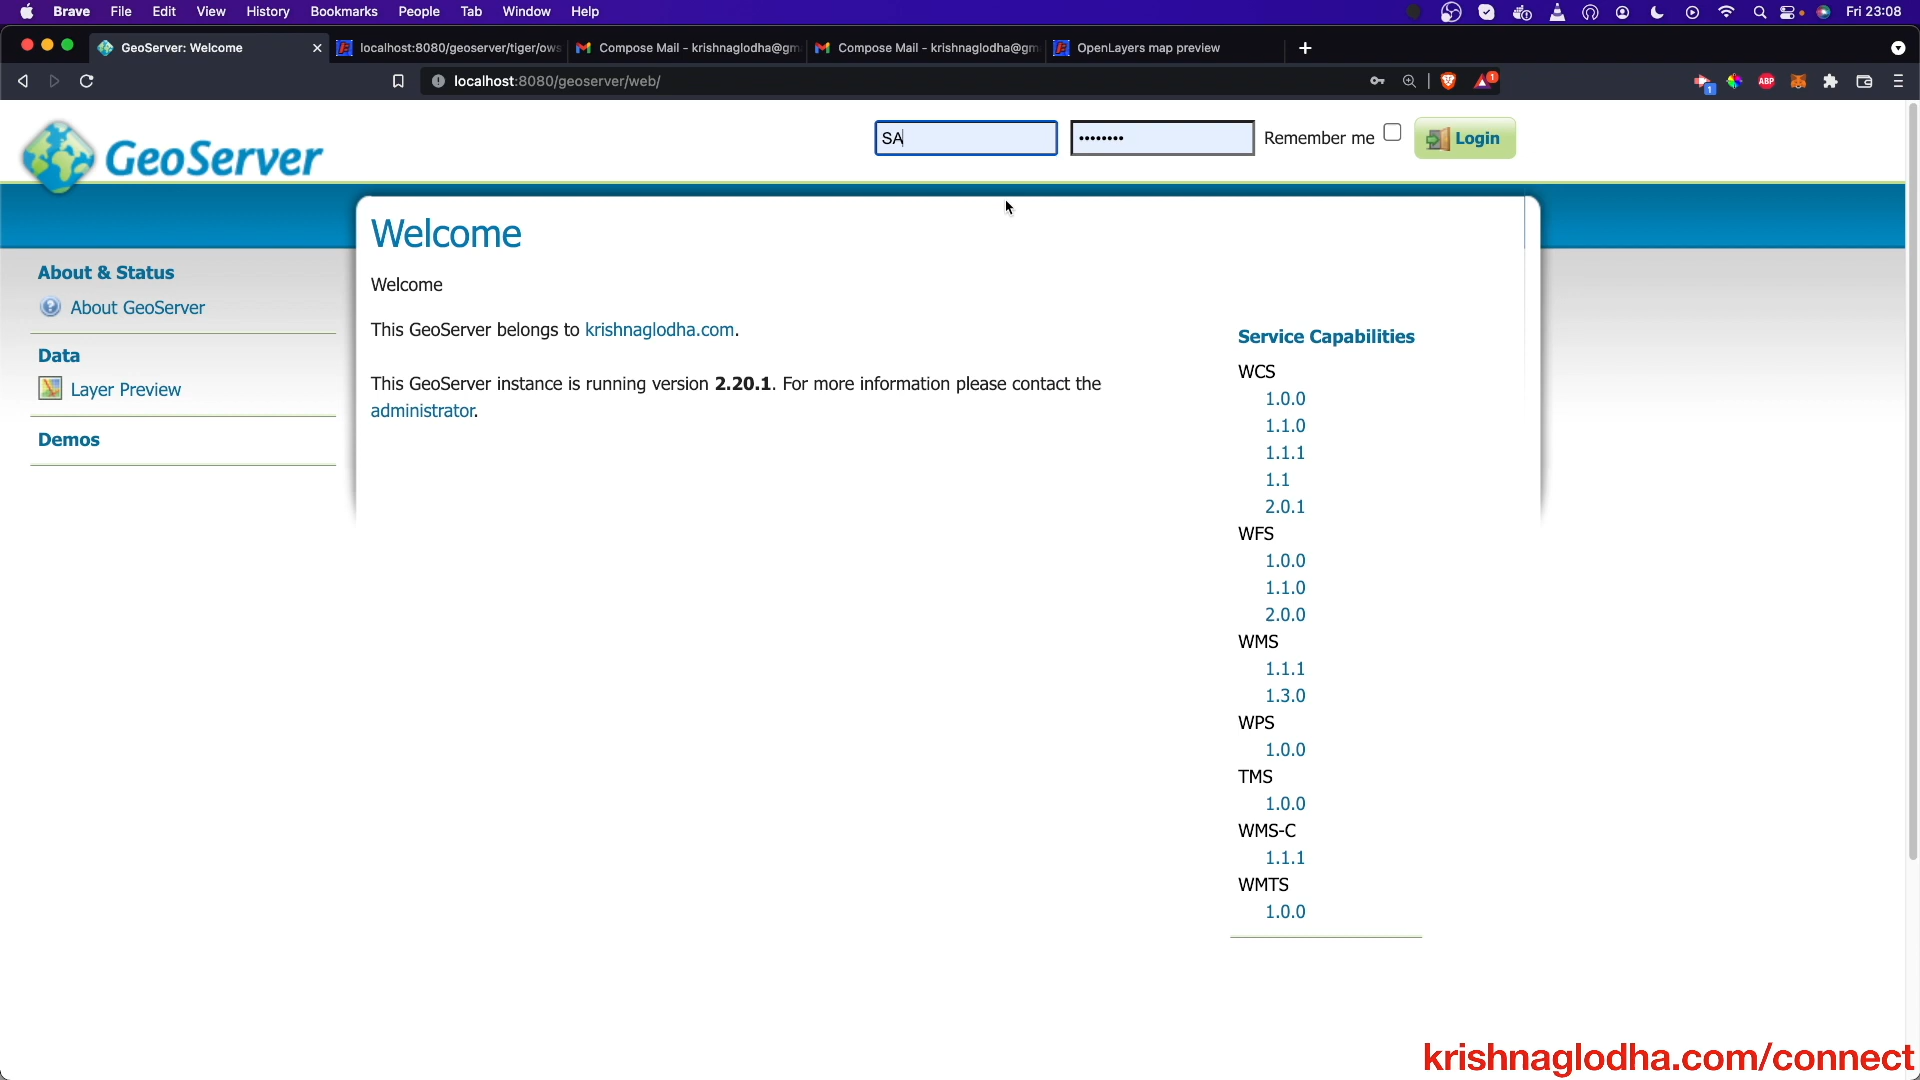 Brave File Edit View History Bookmarks People Tab Window Help Fri 23:08
GeoServer: Welcome localhost:8080/geoserver/tiger/ows Compose Mail - krishnaglodha@gm Compose Mail - krishnaglodha@gm OpenLayers map preview
localhost:8080/geoserver/web/ 1 1 ABP
GeoServer SA •••••••• Remember me Login
Welcome
About & Status
About GeoServer
Data
Layer Preview
Demos
Welcome
This GeoServer belongs to krishnaglodha.com.
This GeoServer instance is running version 2.20.1. For more information please contact the
administrator.
Service Capabilities
WCS
1.0.0
1.1.0
1.1.1
1.1
2.0.1
WFS
1.0.0
1.1.0
2.0.0
WMS
1.1.1
1.3.0
WPS
1.0.0
TMS
1.0.0
WMS-C
1.1.1
WMTS
1.0.0
krishnaglodha.com/connect